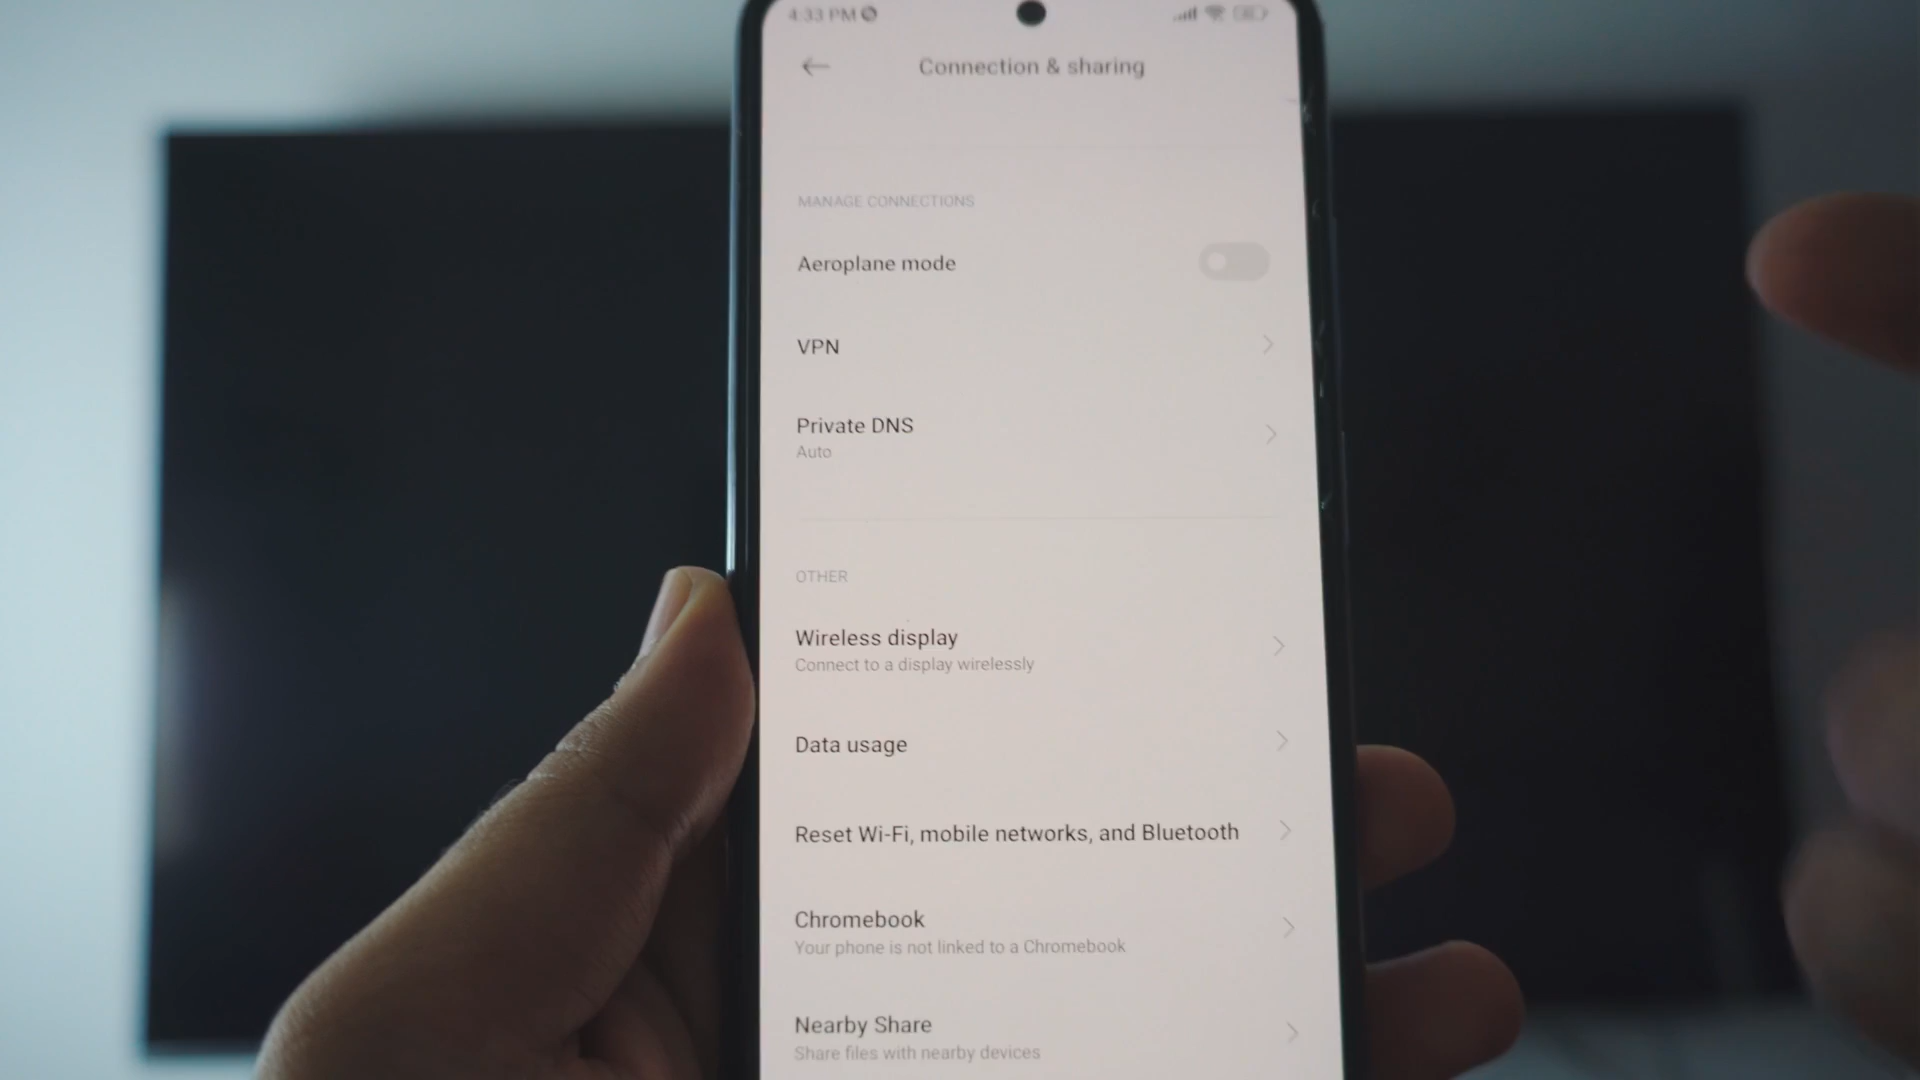 4:33 PM
Connection & sharing
MANAGE CONNECTIONS
Aeroplane mode
VPN
Private DNS
Auto
OTHER
Wireless display
Connect to a display wirelessly
Data usage
Reset Wi-Fi, mobile networks, and Bluetooth
Chromebook
Your phone is not linked to a Chromebook
Nearby Share
Share files with nearby devices